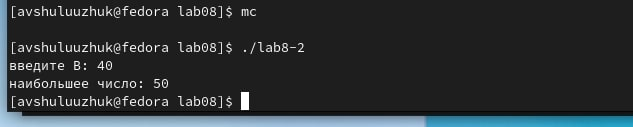 [avshuluuzhuk@fedora lab08]$ mc
[avshuluuzhuk@fedora lab08]$ ./lab8-2
введите В: 40
наибольшее число: 50
[avshuluuzhuk@fedora lab08]$